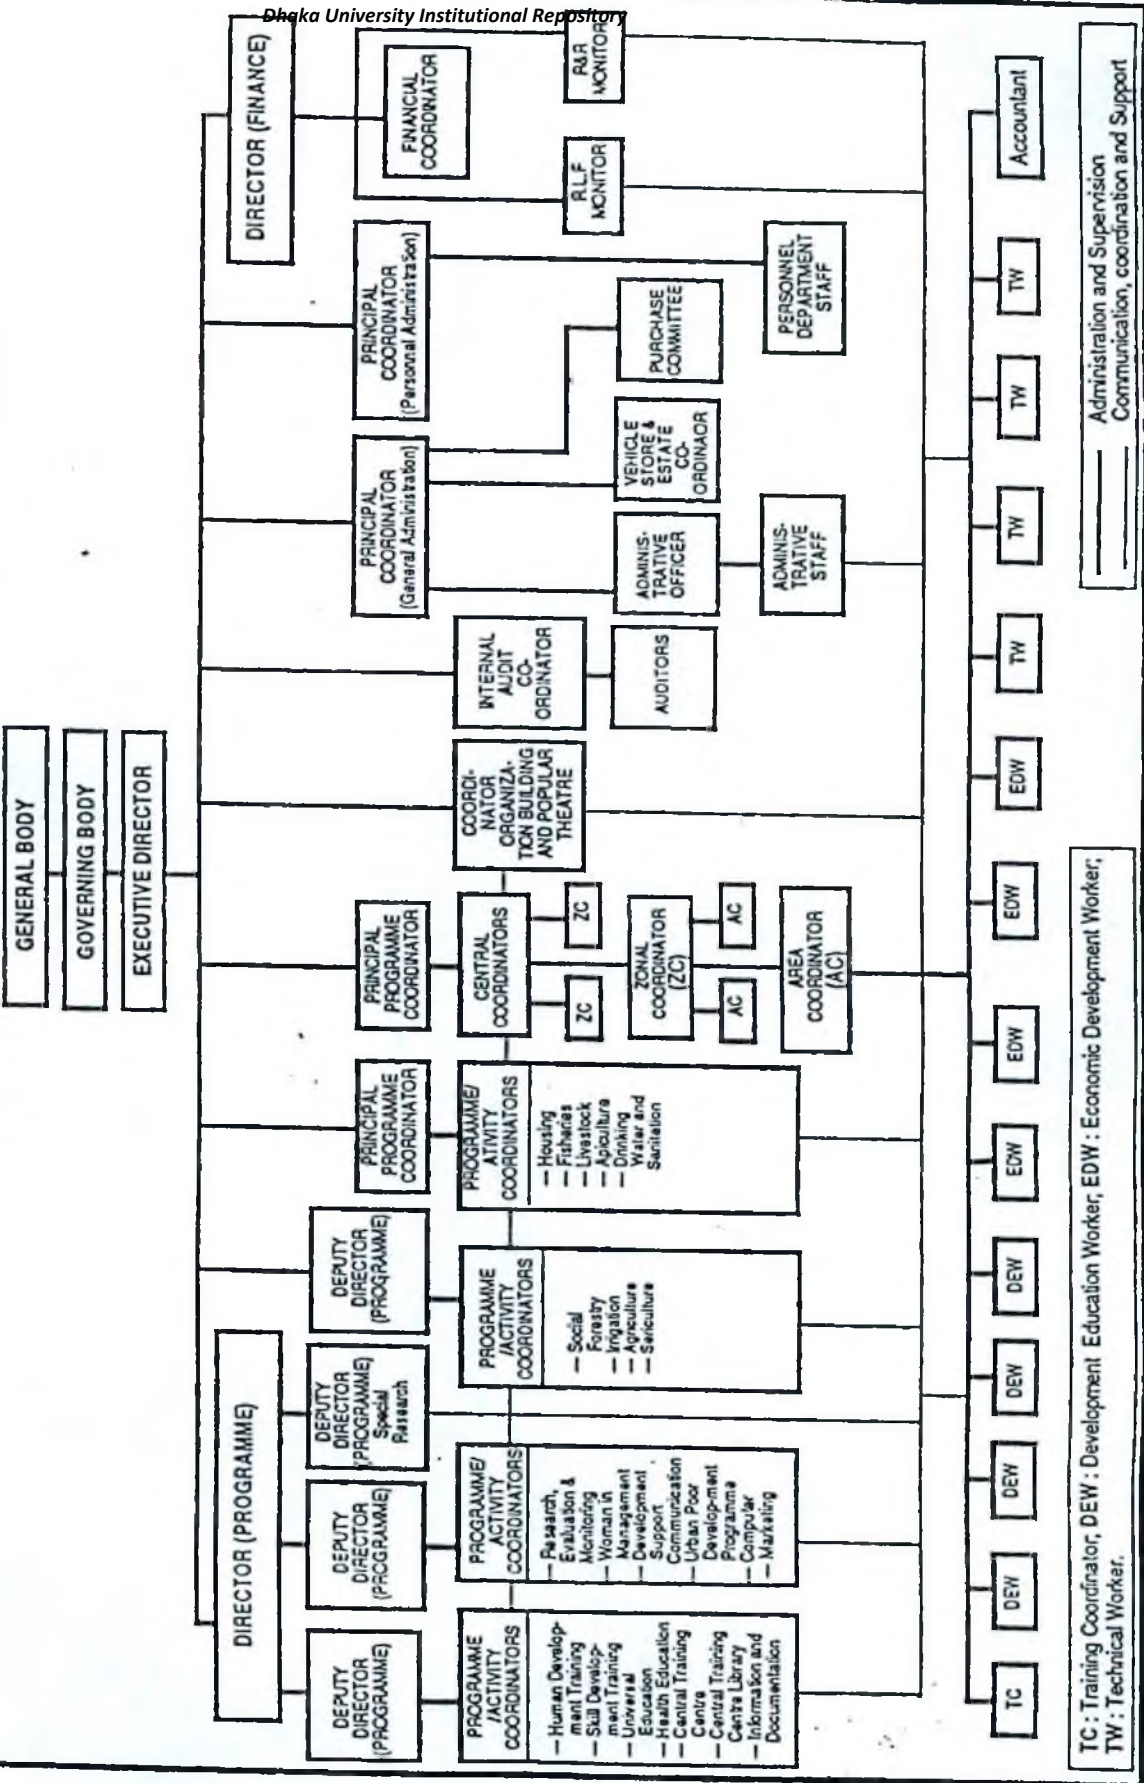 Dhaka University Institutional Repository
GENERAL BODY
GOVERNING BODY
EXECUTIVE DIRECTOR
DIRECTOR (PROGRAMME)
DIRECTOR (FINANCE)
DEPUTY
DIRECTOR
(PROGRAMME)
DEPUTY
DIRECTOR
(PROGRAMME)
DEPUTY
DIRECTOR
(PROGRAMME)
Special
Research
DEPUTY
DIRECTOR
(PROGRAMME)
PRINCIPAL
PROGRAMME
COORDINATOR
PRINCIPAL
PROGRAMME
COORDINATOR
PRINCIPAL
COORDINATOR
(General Administration)
PRINCIPAL
COORDINATOR
(Personnal Administration)
FINANCIAL
COORDINATOR
PROGRAMME
/ACTIVITY
COORDINATORS
— Human Develop-
ment Training
— Skill Develop-
ment Training
— Universal
Education
— Health Education
— Central Training
Centre
— Central Training
Centre Library
— Information and
Documentation
PROGRAMME/
ACTIVITY
COORDINATORS
— Research,
Evaluation &
Monitoring
— Woman in
Management
— Development
Support
Communication
— Urban Poor
Develop-ment
Programme
— Computer
— Marketing
PROGRAMME
/ACTIVITY
COORDINATORS
— Social
Forestry
— Irrigation
— Agriculture
— Sericulture
PROGRAMME/
ATIVITY
COORDINATORS
— Housing
— Fisheries
— Livestock
— Apiculture
— Drinking
Water and
Sanitation
CENTRAL
COORDINATORS
COORDI-
NATOR
ORGANIZA-
TION BUILDING
AND POPULAR
THEATRE
INTERNAL
AUDIT
CO-
ORDINATOR
ZC
ZC
AUDITORS
ADMINIS-
TRATIVE
OFFICER
VEHICLE
STORE &
ESTATE
CO-
ORDINAOR
PURCHASE
COMMITTEE
R.L.F
MONITOR
R&R
MONITOR
ZONAL
COORDINATOR
(ZC)
AC
AC
AREA
COORDINATOR
(AC)
ADMINIS-
TRATIVE
STAFF
PERSONNEL
DEPARTMENT
STAFF
TC
DEW
DEW
DEW
DEW
EDW
EDW
EDW
EDW
TW
TW
TW
TW
Accountant
TC : Training Coordinator, DEW : Development Education Worker, EDW : Economic Development Worker;
TW : Technical Worker.
Administration and Supervision
Communication, coordination and Support